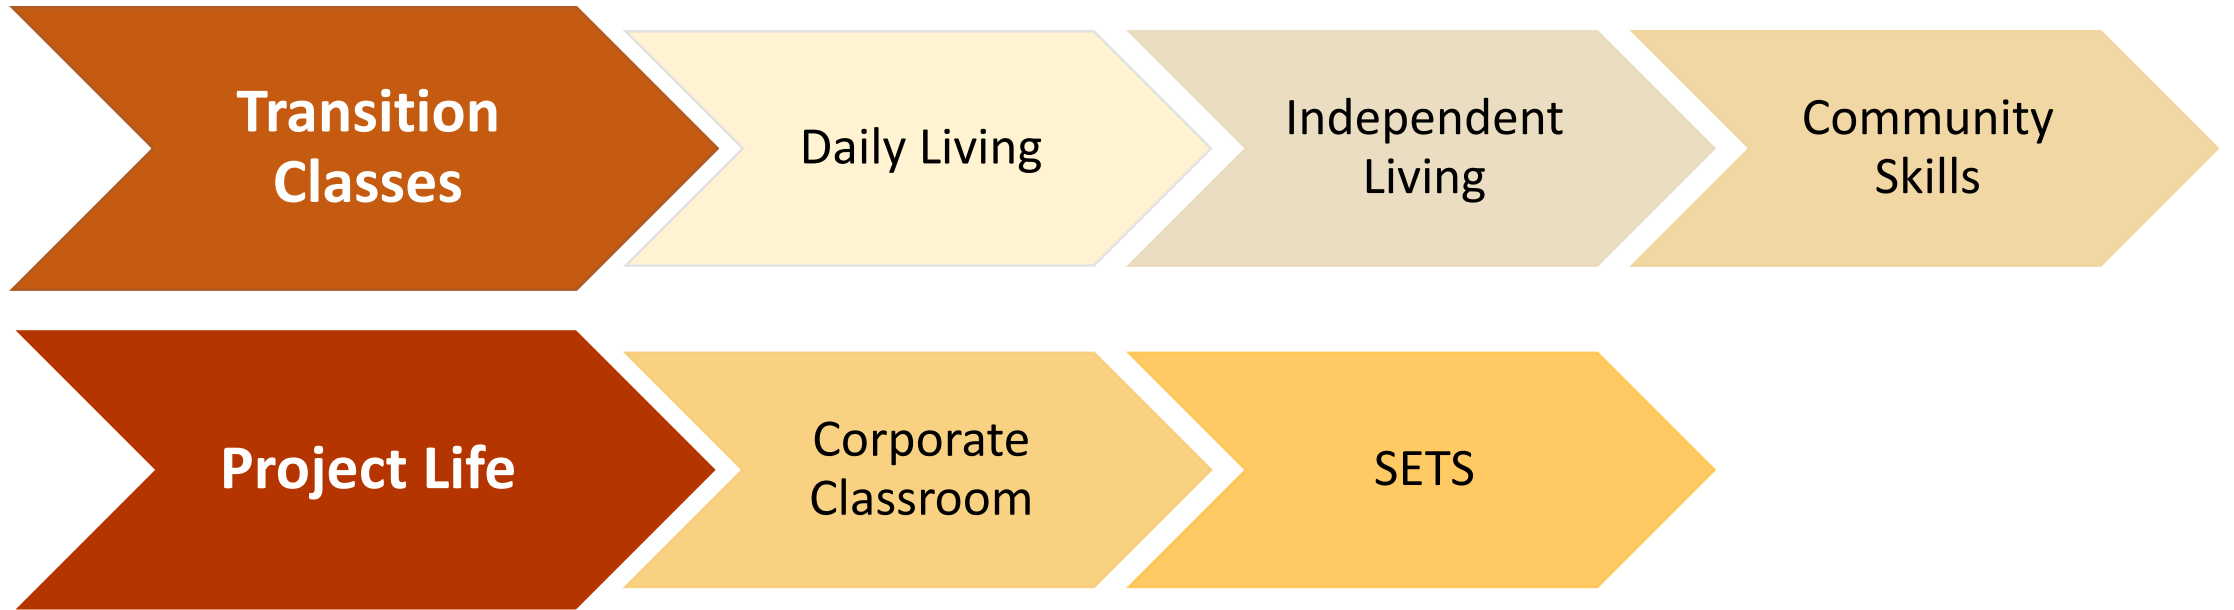 Transition
Classes
Daily Living
Independent
Living
Community
Skills
Project Life
Corporate
Classroom
SETS